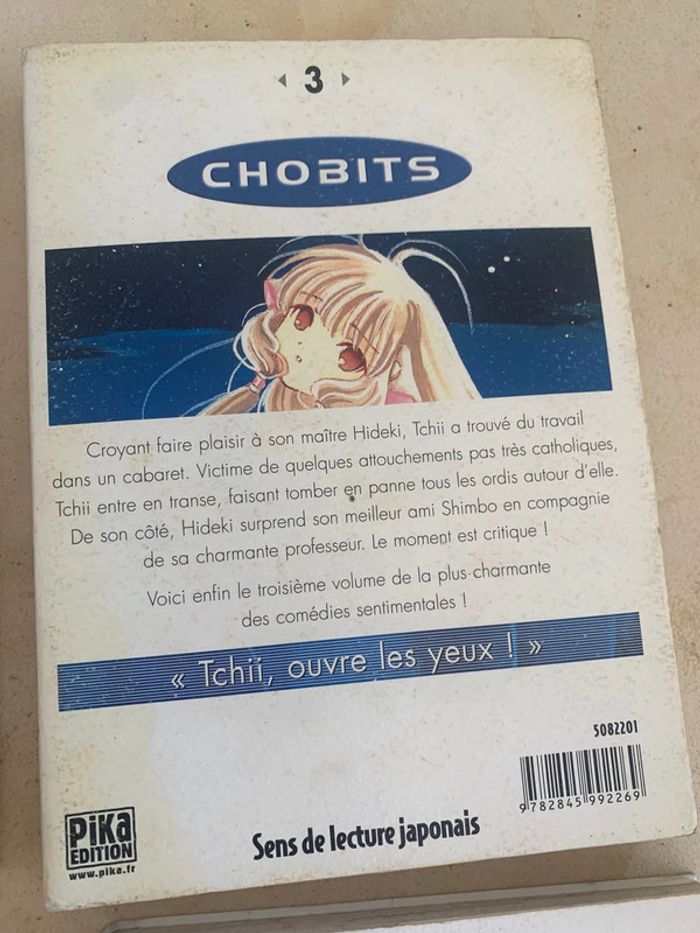 3
CHOBITS
Croyant faire plaisir à son maître Hideki, Tchii a trouvé du travail
dans un cabaret. Victime de quelques attouchements pas très catholiques,
Tchii entre en transe, faisant tomber en panne tous les ordis autour d'elle.
De son côté, Hideki surprend son meilleur ami Shimbo en compagnie
de sa charmante professeur. Le moment est critique !
Voici enfin le troisième volume de la plus charmante
des comédies sentimentales !
« Tchii, ouvre les yeux ! »
5082201
9 782845 992269
PiKa
EDITION
www.pika.fr
Sens de lecture japonais